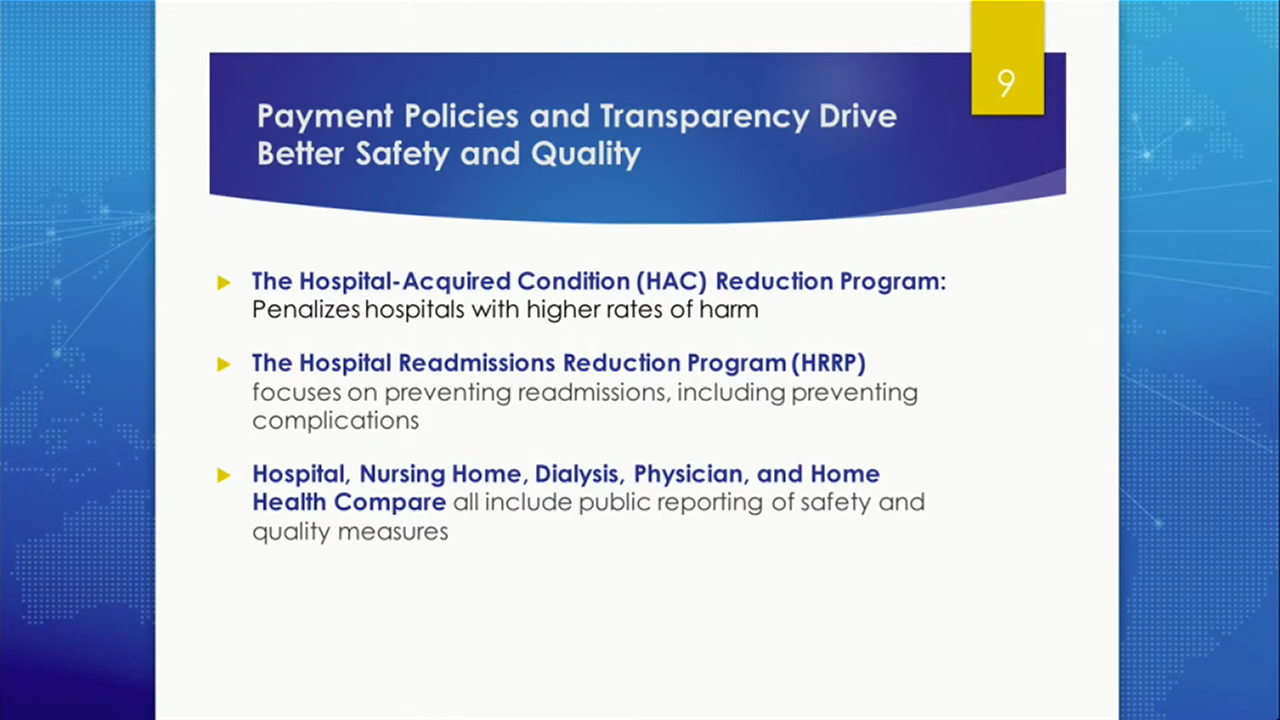 9
Payment Policies and Transparency Drive
Better Safety and Quality
The Hospital-Acquired Condition (HAC) Reduction Program:
Penalizes hospitals with higher rates of harm
The Hospital Readmissions Reduction Program (HRRP)
focuses on preventing readmissions, including preventing
complications
Hospital, Nursing Home, Dialysis, Physician, and Home
Health Compare all include public reporting of safety and
quality measures